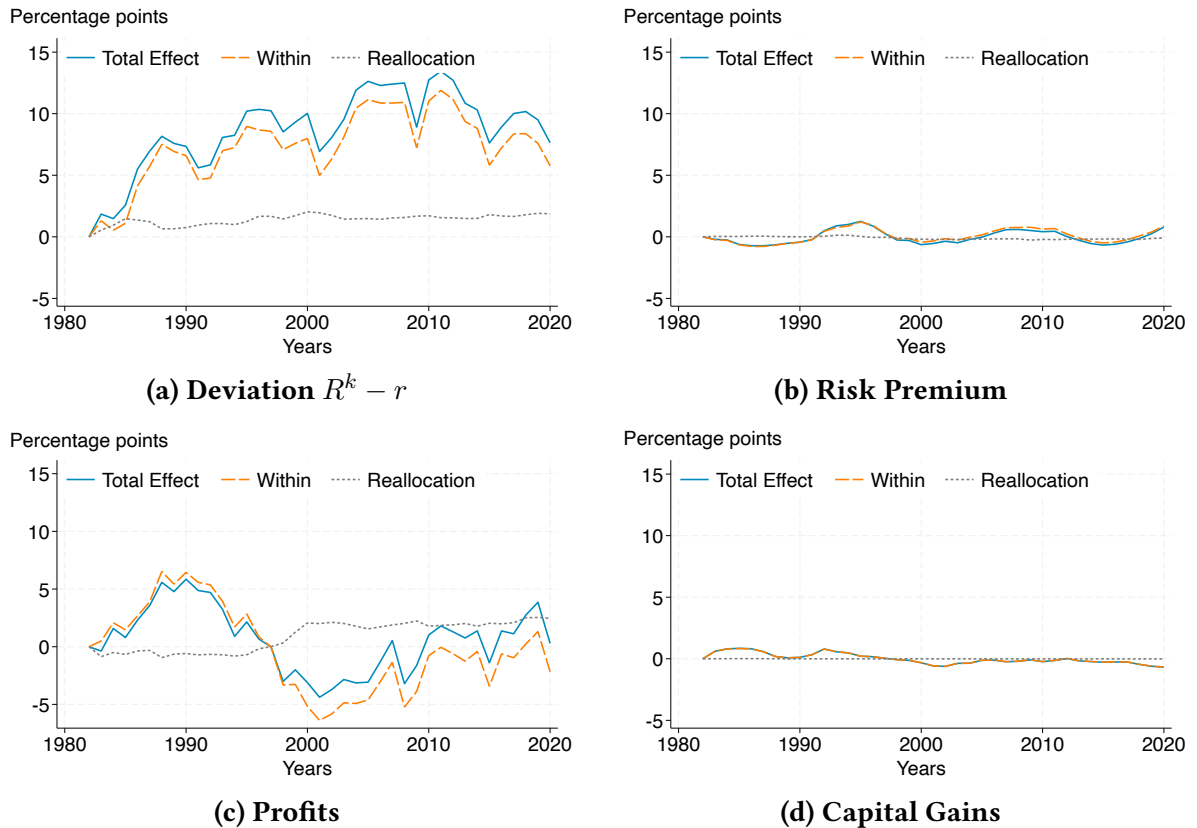 Percentage points
15
10
5
0
-5
Total Effect Within Reallocation
1980 1990 2000 2010 2020
Years
(a) Deviation R^k − r
Percentage points
15
10
5
0
-5
Total Effect Within Reallocation
1980 1990 2000 2010 2020
Years
(b) Risk Premium
Percentage points
15
10
5
0
-5
Total Effect Within Reallocation
1980 1990 2000 2010 2020
Years
(c) Profits
Percentage points
15
10
5
0
-5
Total Effect Within Reallocation
1980 1990 2000 2010 2020
Years
(d) Capital Gains